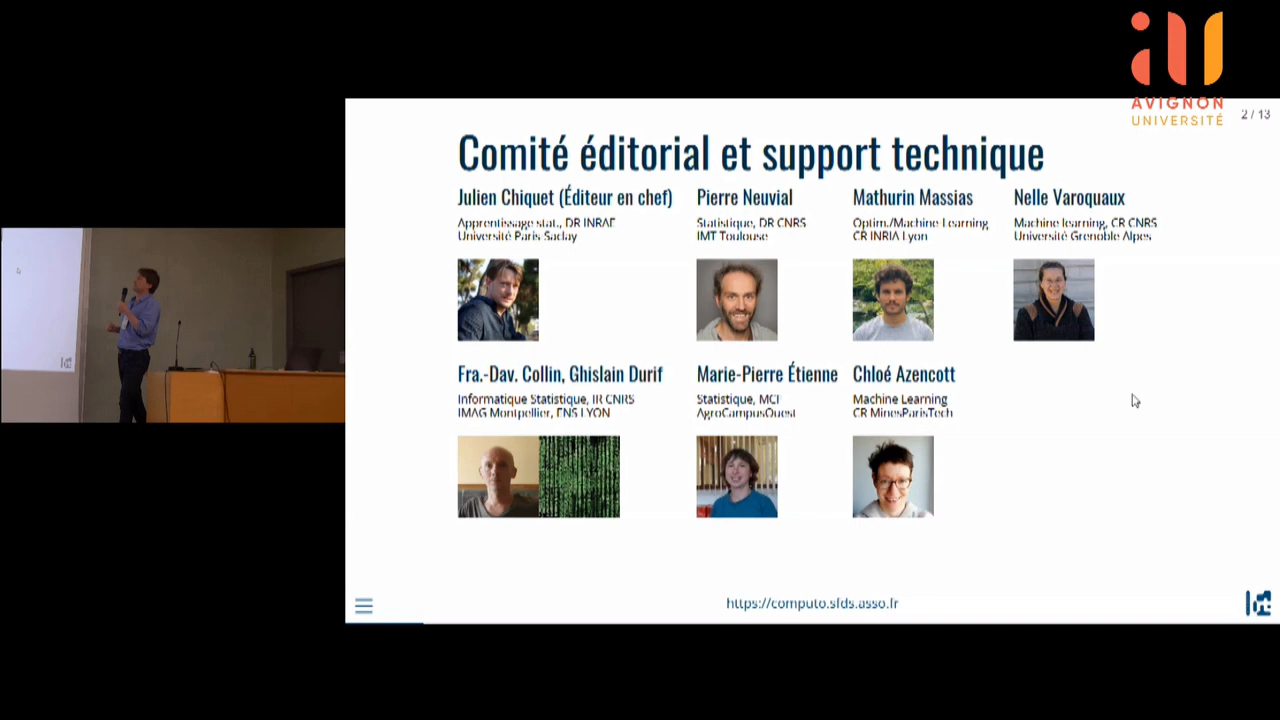 AVIGNON
UNIVERSITÉ
2 / 13
Comité éditorial et support technique
Julien Chiquet (Éditeur en chef)
Apprentissage stat., DR INRAE
Université Paris Saclay
Pierre Neuvial
Statistique, DR CNRS
IMT Toulouse
Mathurin Massias
Optim./Machine Learning
CR INRIA Lyon
Nelle Varoquaux
Machine learning, CR CNRS
Université Grenoble Alpes
Fra.-Dav. Collin, Ghislain Durif
Informatique Statistique, IR CNRS
IMAG Montpellier, ENS LYON
Marie-Pierre Étienne
Statistique, MCF
AgroCampusOuest
Chloé Azencott
Machine Learning
CR MinesParisTech
https://computo.sfds.asso.fr